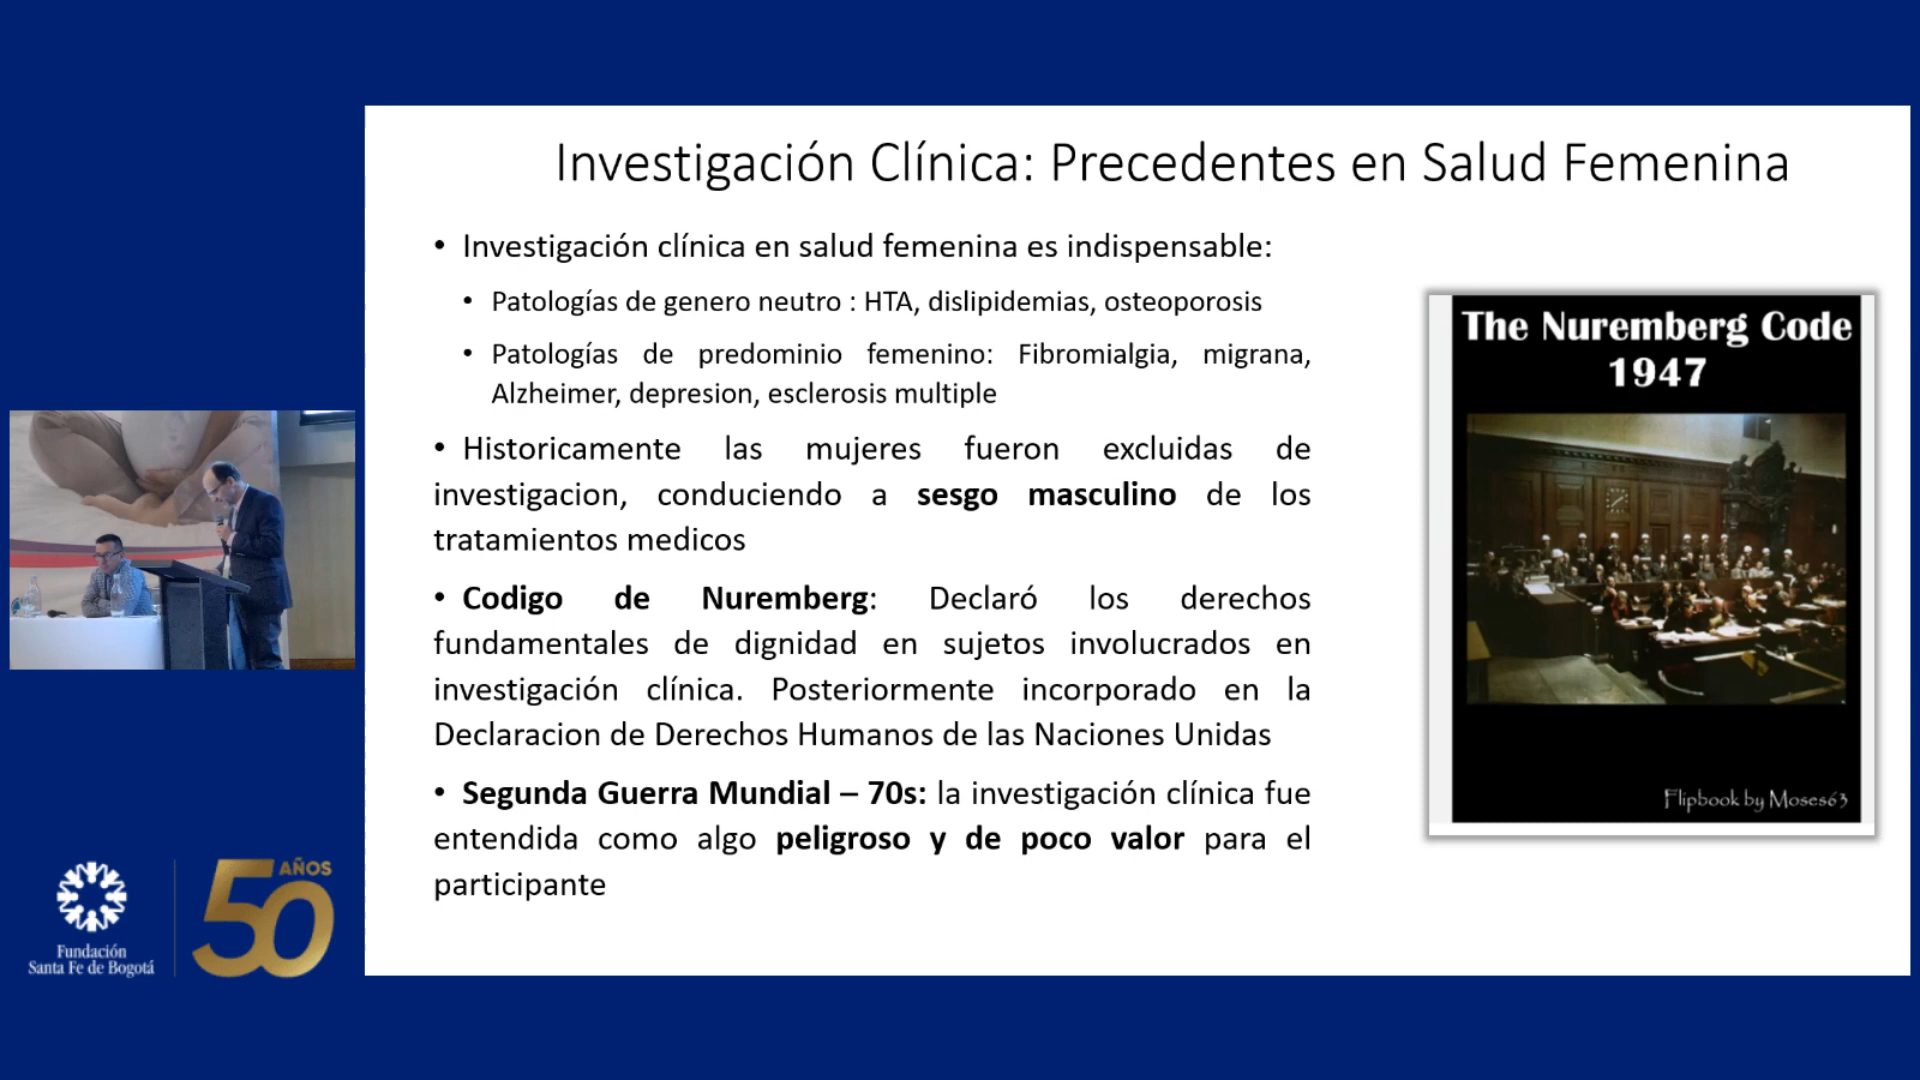 Investigación Clínica: Precedentes en Salud Femenina
• Investigación clínica en salud femenina es indispensable:
• Patologías de genero neutro : HTA, dislipidemias, osteoporosis
• Patologías de predominio femenino: Fibromialgia, migrana,
Alzheimer, depresion, esclerosis multiple
• Historicamente las mujeres fueron excluidas de
investigacion, conduciendo a sesgo masculino de los
tratamientos medicos
• Codigo de Nuremberg: Declaró los derechos
fundamentales de dignidad en sujetos involucrados en
investigación clínica. Posteriormente incorporado en la
Declaracion de Derechos Humanos de las Naciones Unidas
• Segunda Guerra Mundial – 70s: la investigación clínica fue
entendida como algo peligroso y de poco valor para el
participante
The Nuremberg Code
1947
Flipbook by Moses63
Fundación
Santa Fe de Bogotá
50 AÑOS